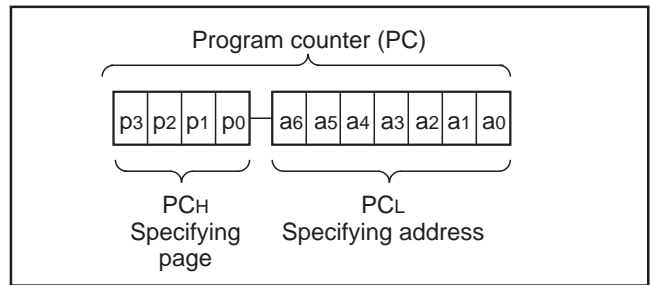 Program counter (PC)
p3 p2 p1 p0 a6 a5 a4 a3 a2 a1 a0
PCH PCL
Specifying page Specifying address